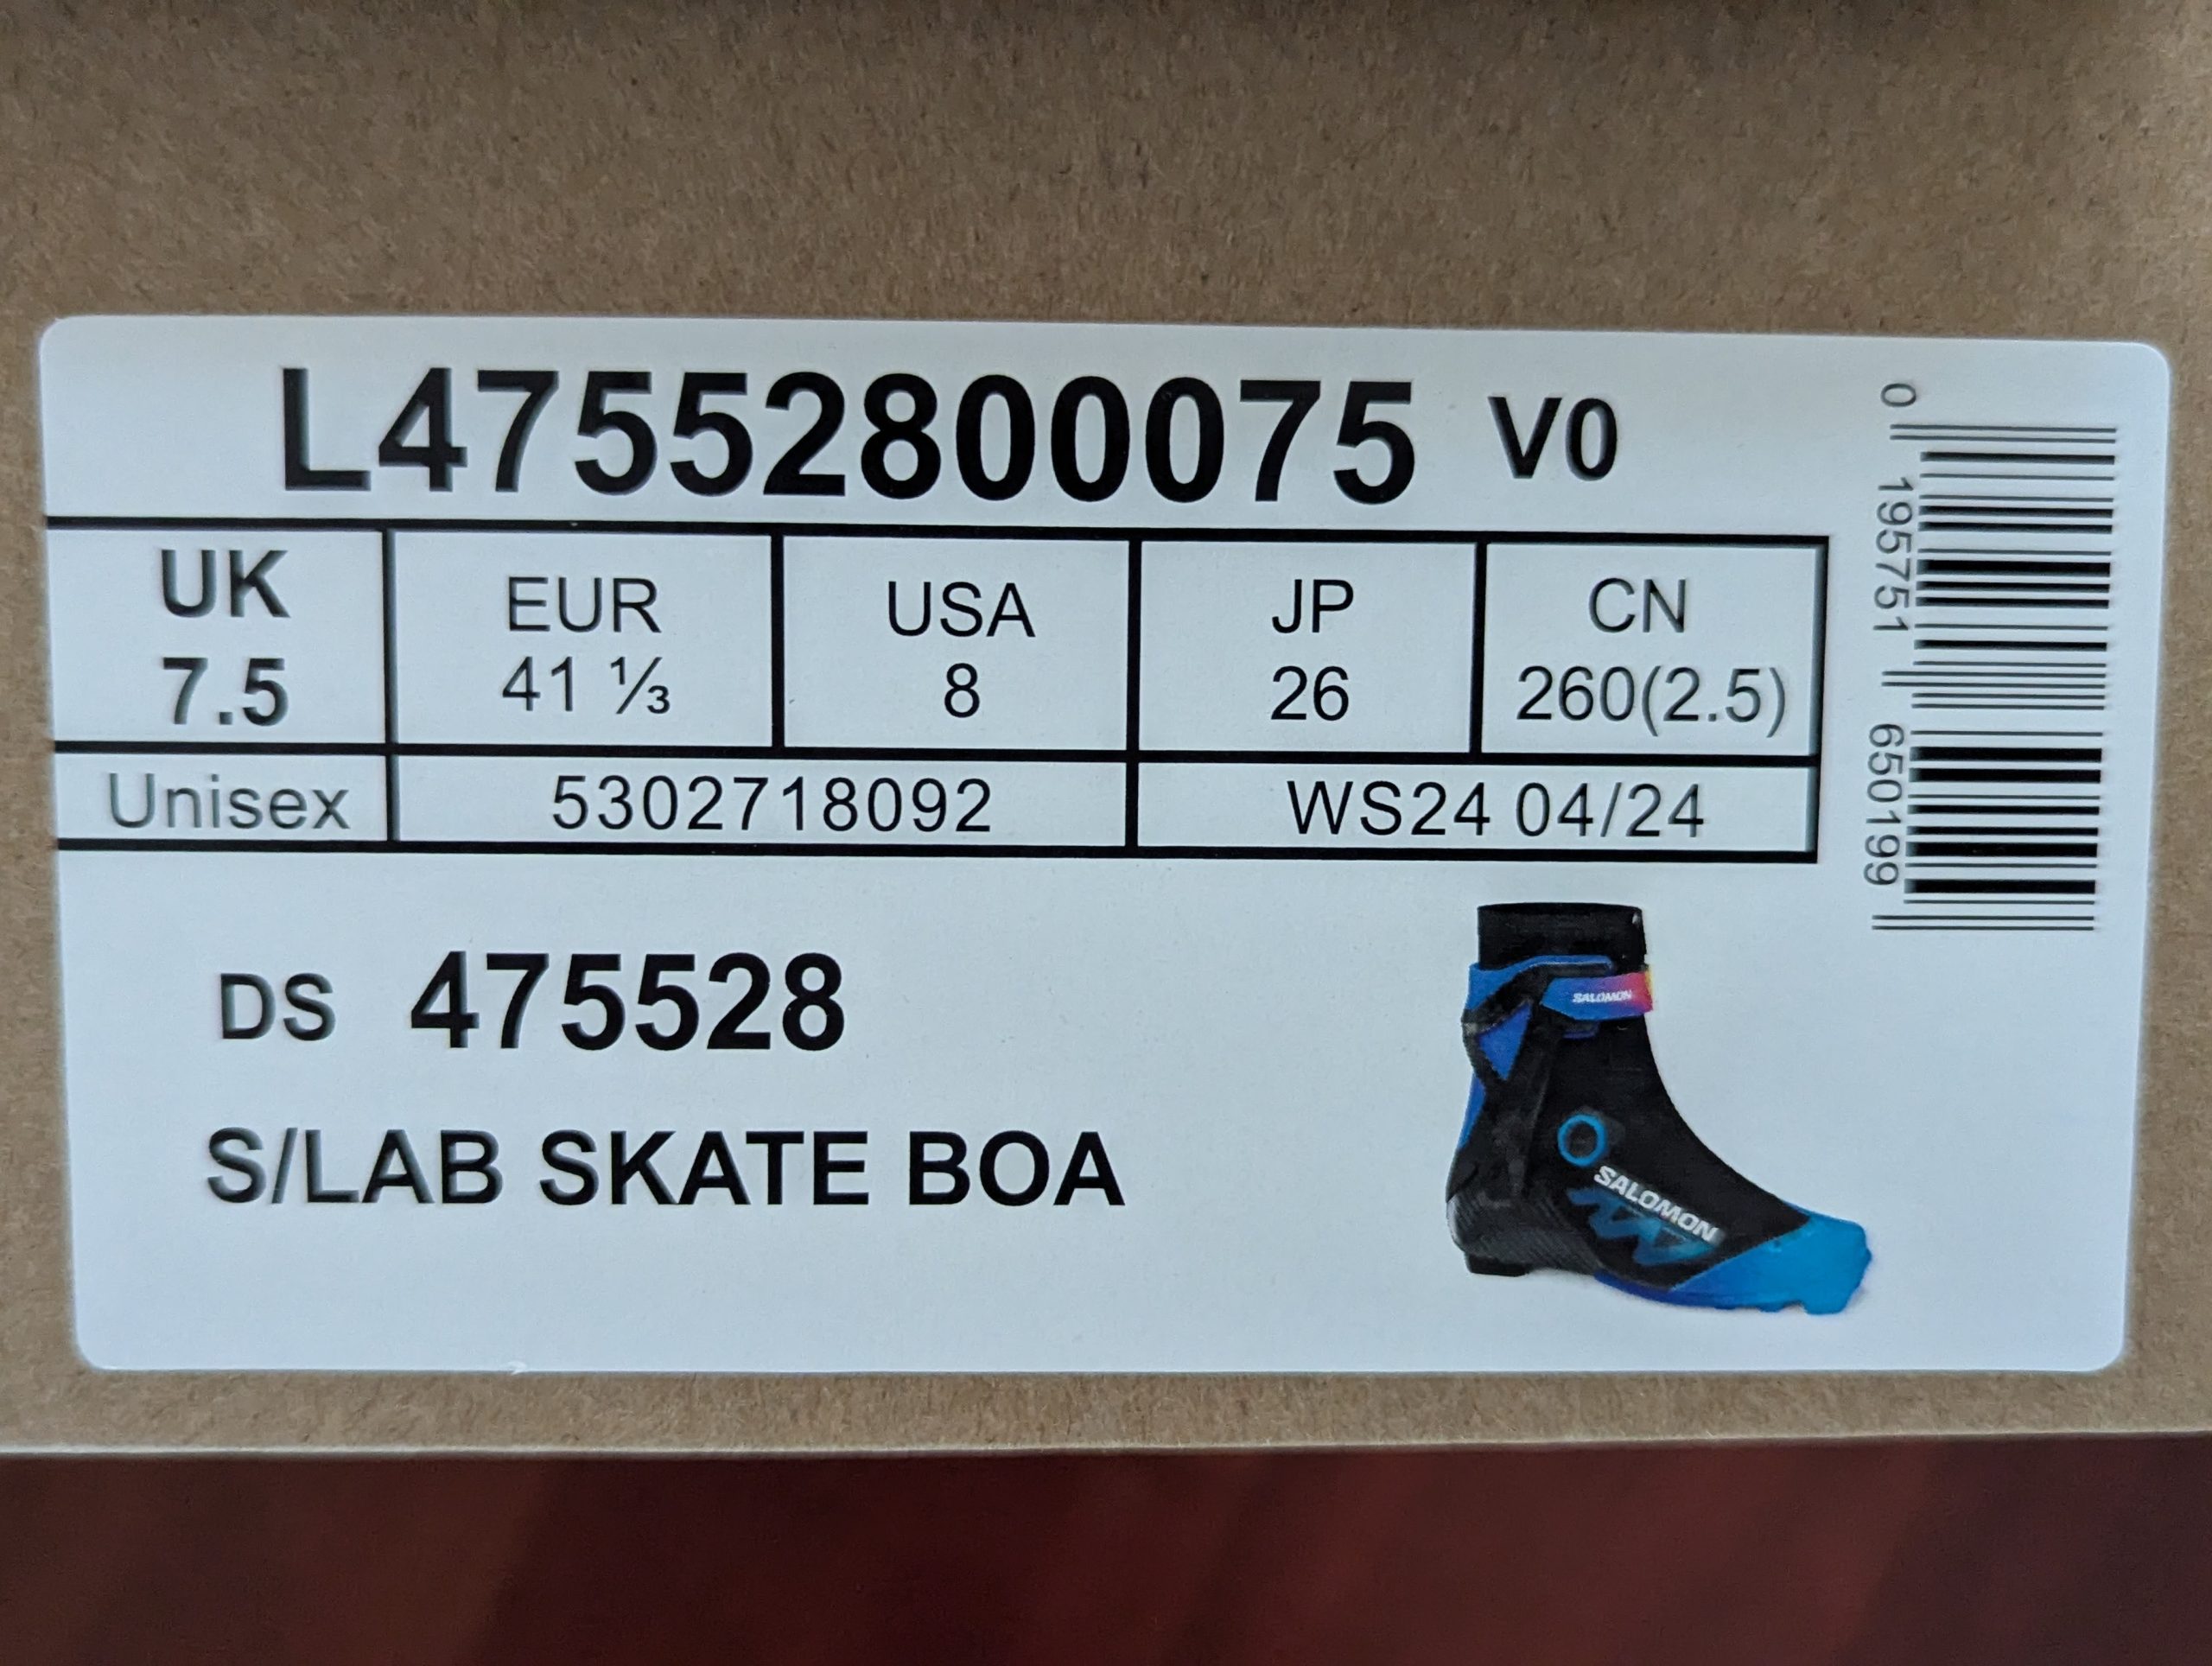 L47552800075 V0
UK EUR USA JP CN
7.5 41 ⅓ 8 26 260(2.5)
Unisex 5302718092 WS24 04/24
DS 475528
S/LAB SKATE BOA
SALOMON
SALOMON
0 195751 650199